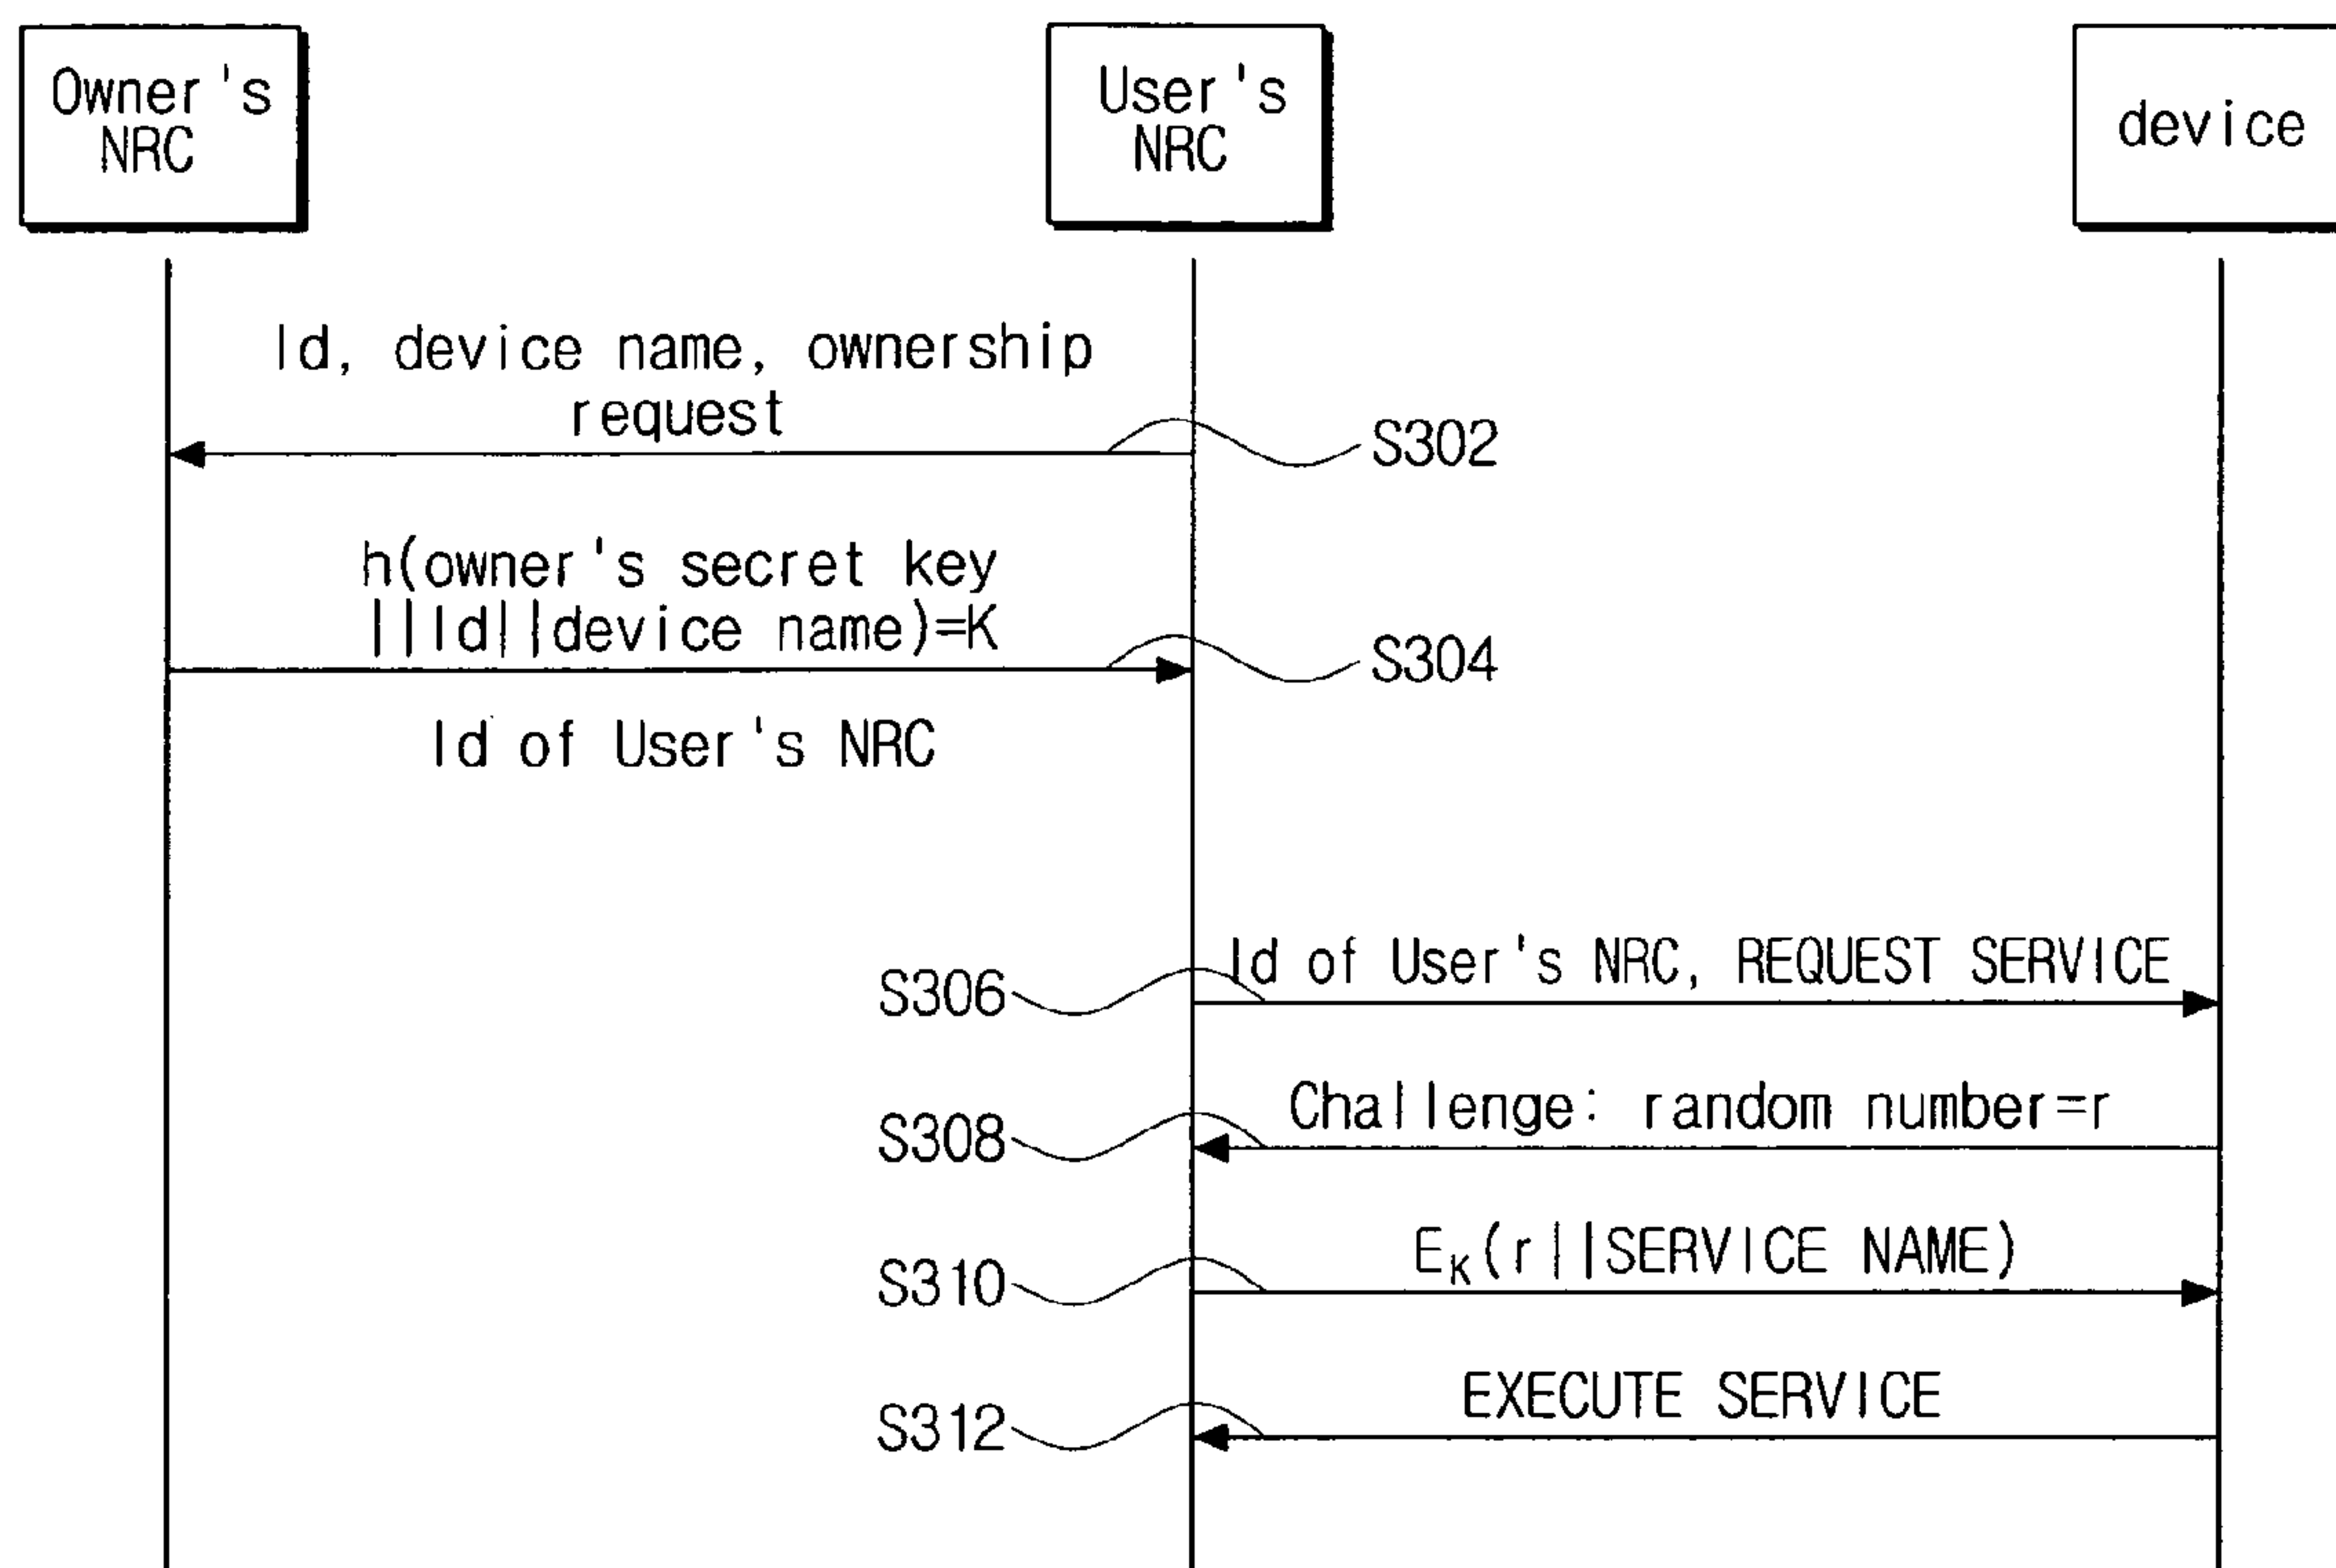 Owner's
NRC
User's
NRC
device
Id, device name, ownership
request
S302
h(owner's secret key
||Id||device name)=K
S304
Id of User's NRC
Id of User's NRC, REQUEST SERVICE
S306
Challenge: random number=r
S308
E_K(r||SERVICE NAME)
S310
EXECUTE SERVICE
S312